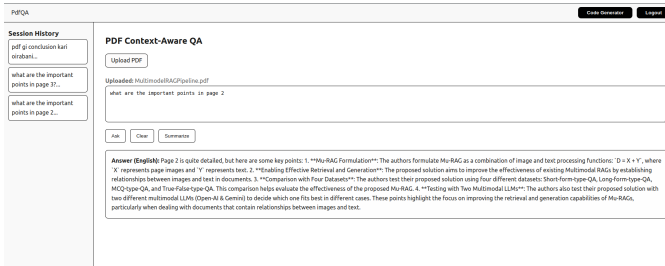 PdfQA
Code Generator
Logout
Session History
pdf gi conclusion kari
oirabani...
what are the important
points in page 3?...
what are the important
points in page 2...
PDF Context-Aware QA
Upload PDF
Uploaded: MultimodelRAGPipeline.pdf
what are the important points in page 2
Ask
Clear
Summarize
Answer (English): Page 2 is quite detailed, but here are some key points: 1. **Mu-RAG Formulation**: The authors formulate Mu-RAG as a combination of image and text processing functions: `D = X + Y`, where
`X` represents page images and `Y` represents text. 2. **Enabling Effective Retrieval and Generation**: The proposed solution aims to improve the effectiveness of existing Multimodal RAGs by establishing
relationships between images and text in documents. 3. **Comparison with Four Datasets**: The authors test their proposed solution using four different datasets: Short-form-type-QA, Long-form-type-QA,
MCQ-type-QA, and True-False-type-QA. This comparison helps evaluate the effectiveness of the proposed Mu-RAG. 4. **Testing with Two Multimodal LLMs**: The authors also test their proposed solution with
two different multimodal LLMs (Open-AI & Gemini) to decide which one fits best in different cases. These points highlight the focus on improving the retrieval and generation capabilities of Mu-RAGs,
particularly when dealing with documents that contain relationships between images and text.